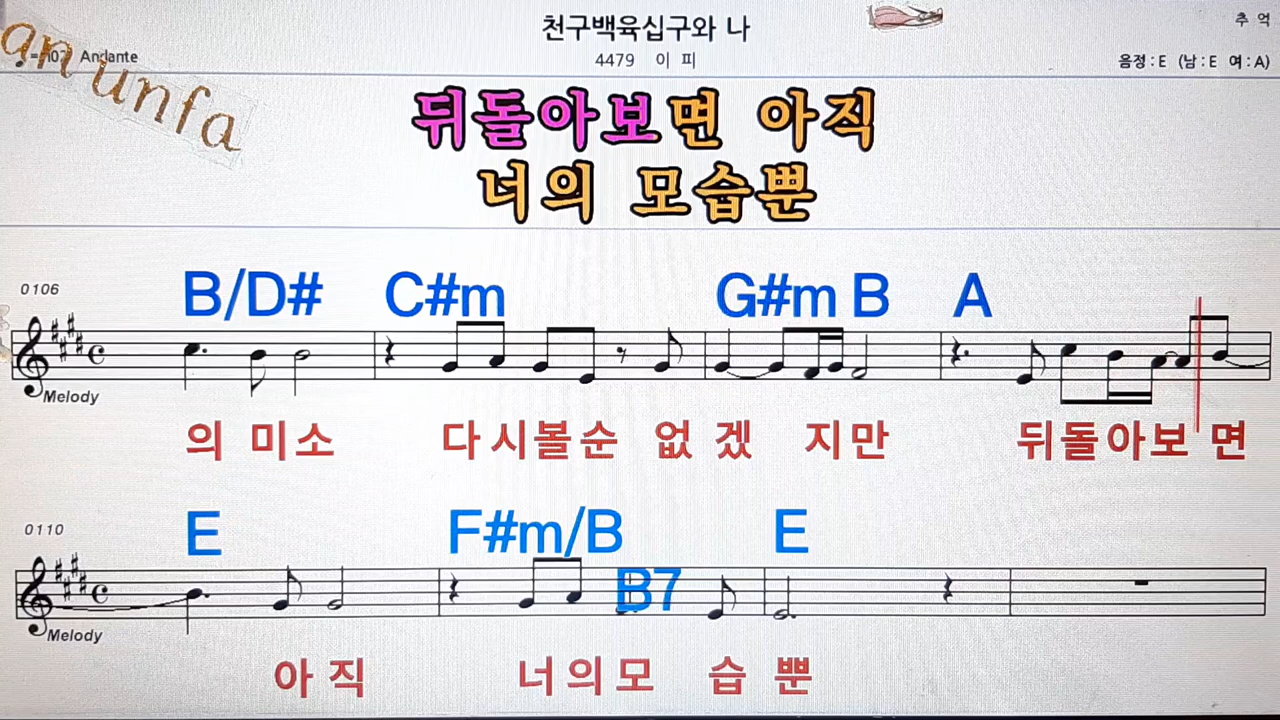 천구백육십구와 나
추 억
an unfa
Andante
4479 이 피
음정 : E (남 : E 여 : A)
뒤돌아보면 아직
너의 모습뿐
0106
B/D# C#m G#m B A
Melody
의 미소 다시볼순 없 겠 지만 뒤돌아보 면
0110
E F#m/B E
B7
Melody
아 직 너의모 습 뿐